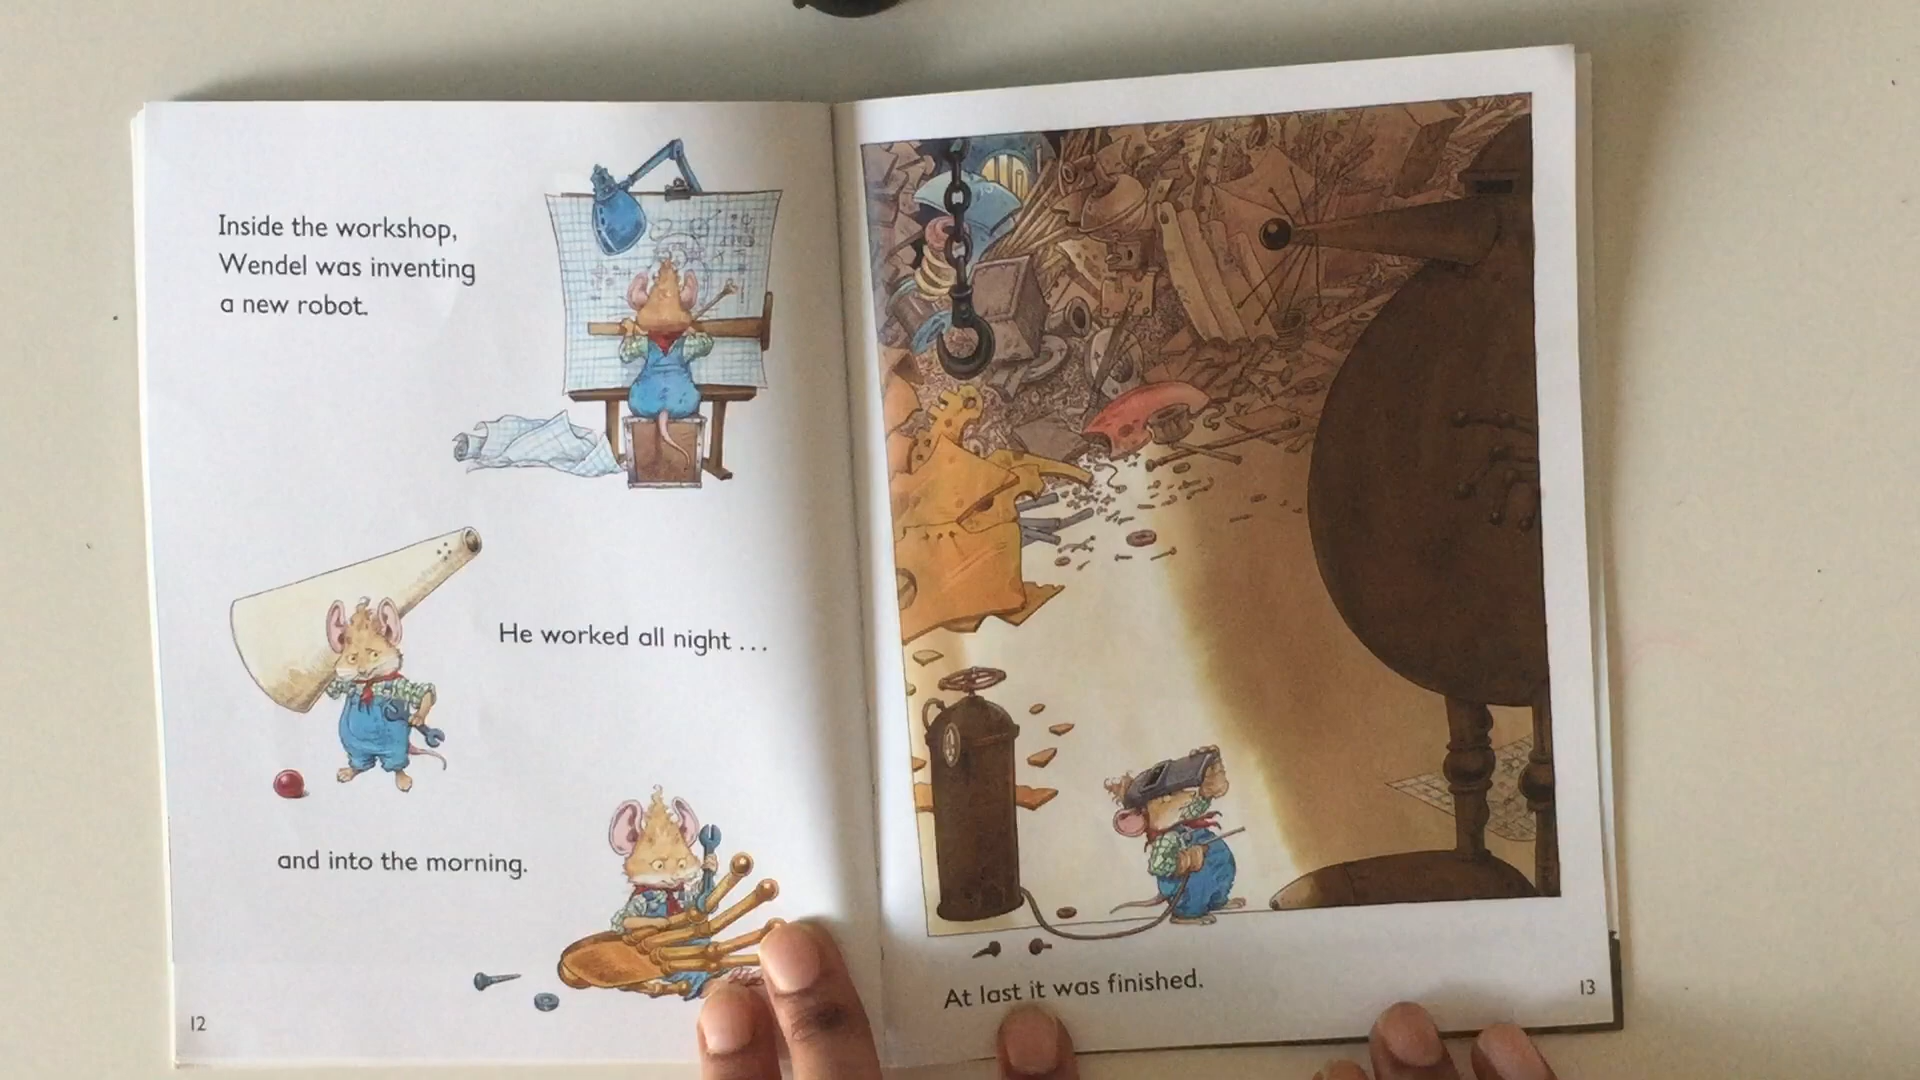 Inside the workshop,
Wendel was inventing
a new robot.
He worked all night ...
and into the morning.
12
At last it was finished.
13